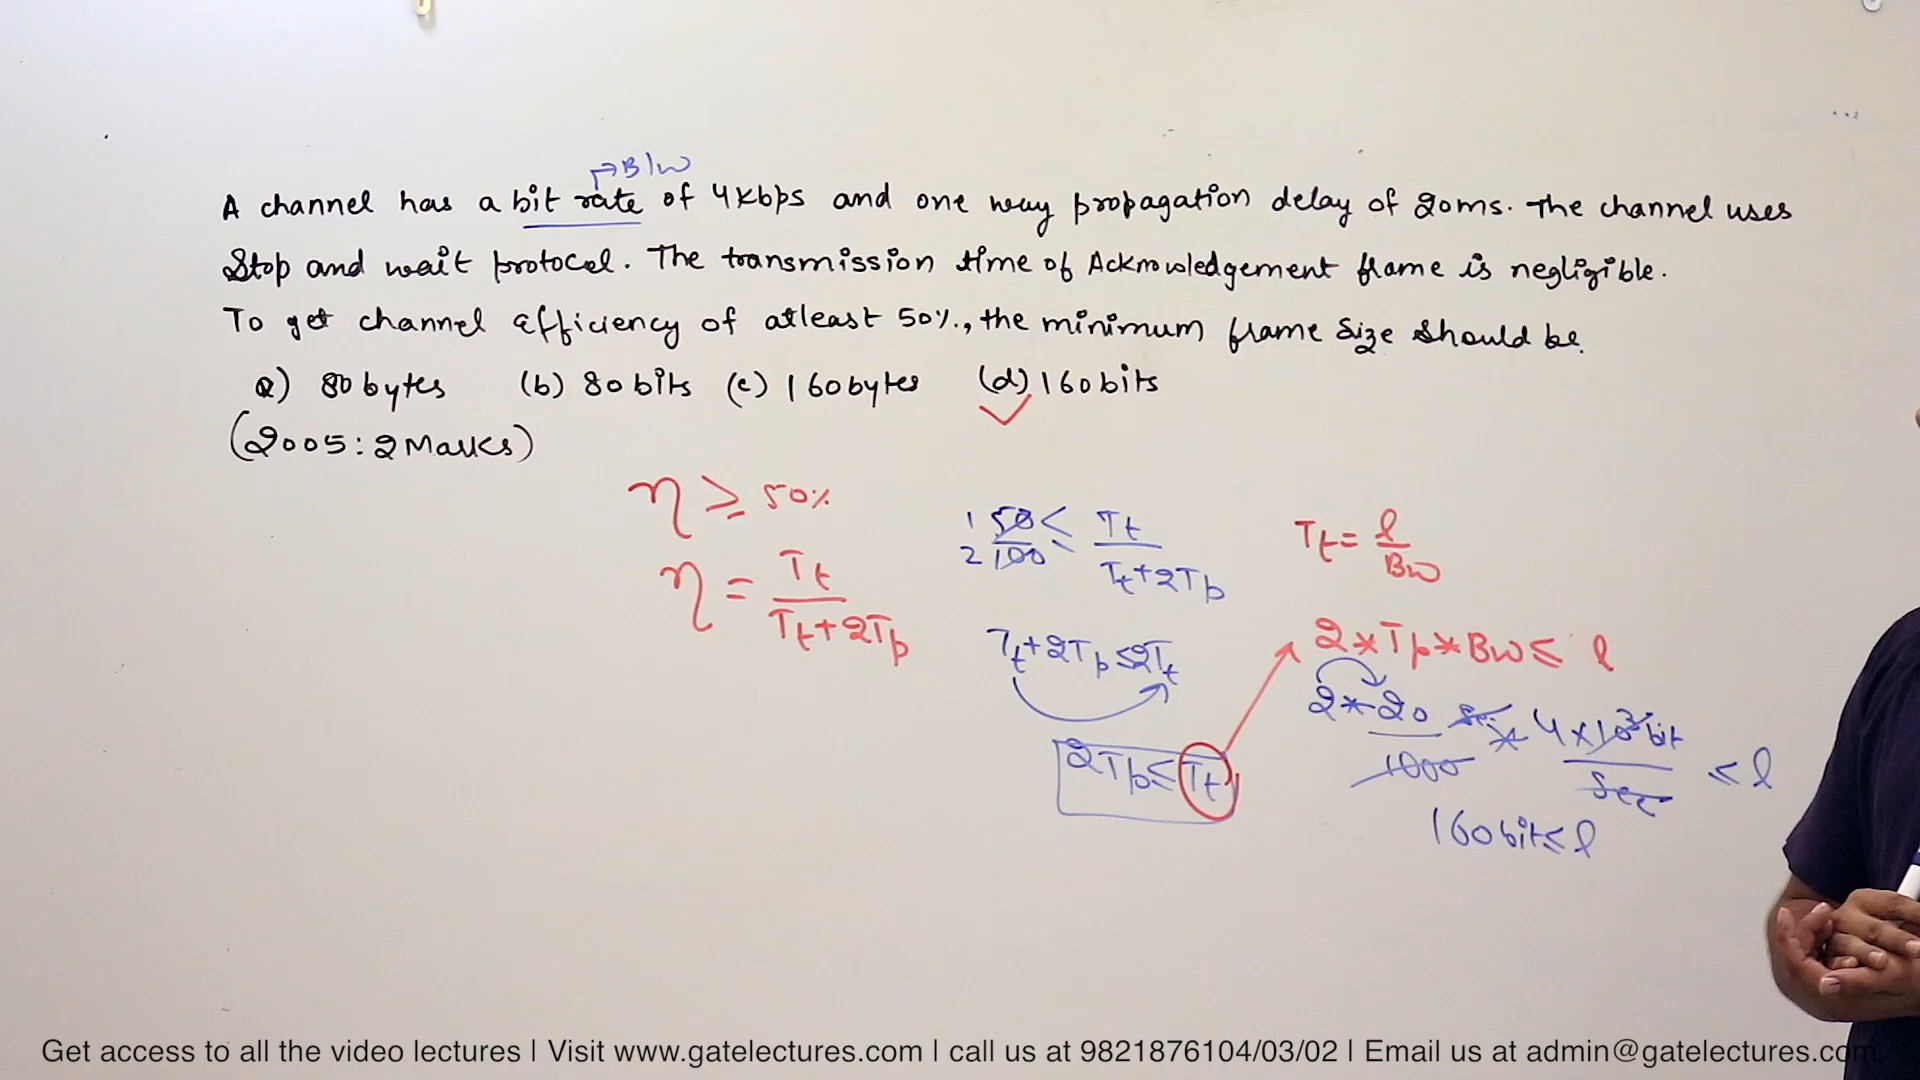 →B/W
A channel has a bit rate of 4Kbps and one way propagation delay of 20ms. The channel uses
Stop and wait protocol. The transmission time of Acknowledgement frame is negligible.
To get channel efficiency of atleast 50%, the minimum frame size should be.
a) 80 bytes (b) 80 bits (c) 160 bytes (d) 160 bits
(2005: 2 Marks)
η ≥ 50%
η = Tt / Tt+2Tp
1 50 / 2 100 ≤ Tt / Tt+2Tp
Tt+2Tp ≤ 2Tt
2Tp ≤ Tt
Tt = l / BW
2*Tp*BW ≤ l
2*20 / 1000 sec * 4×10³ bit / sec ≤ l
160 bit ≤ l
Get access to all the video lectures | Visit www.gatelectures.com | call us at 9821876104/03/02 | Email us at admin@gatelectures.com